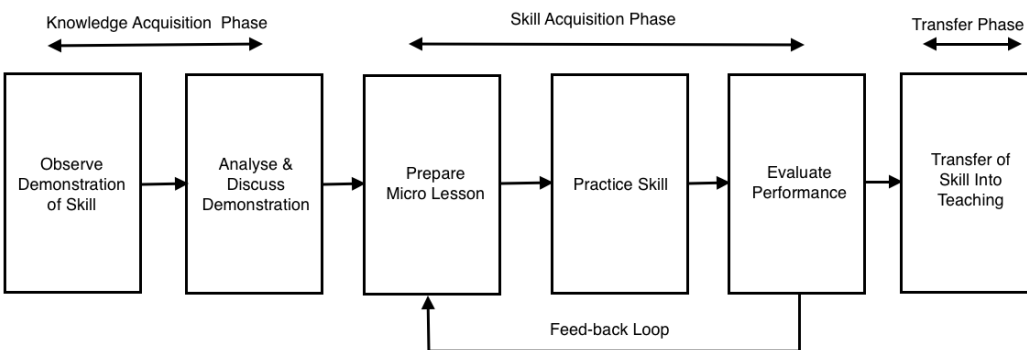 Knowledge Acquisition Phase
Skill Acquisition Phase
Transfer Phase
Observe
Demonstration
of Skill
Analyse &
Discuss
Demonstration
Prepare
Micro Lesson
Practice Skill
Evaluate
Performance
Transfer of
Skill Into
Teaching
Feed-back Loop